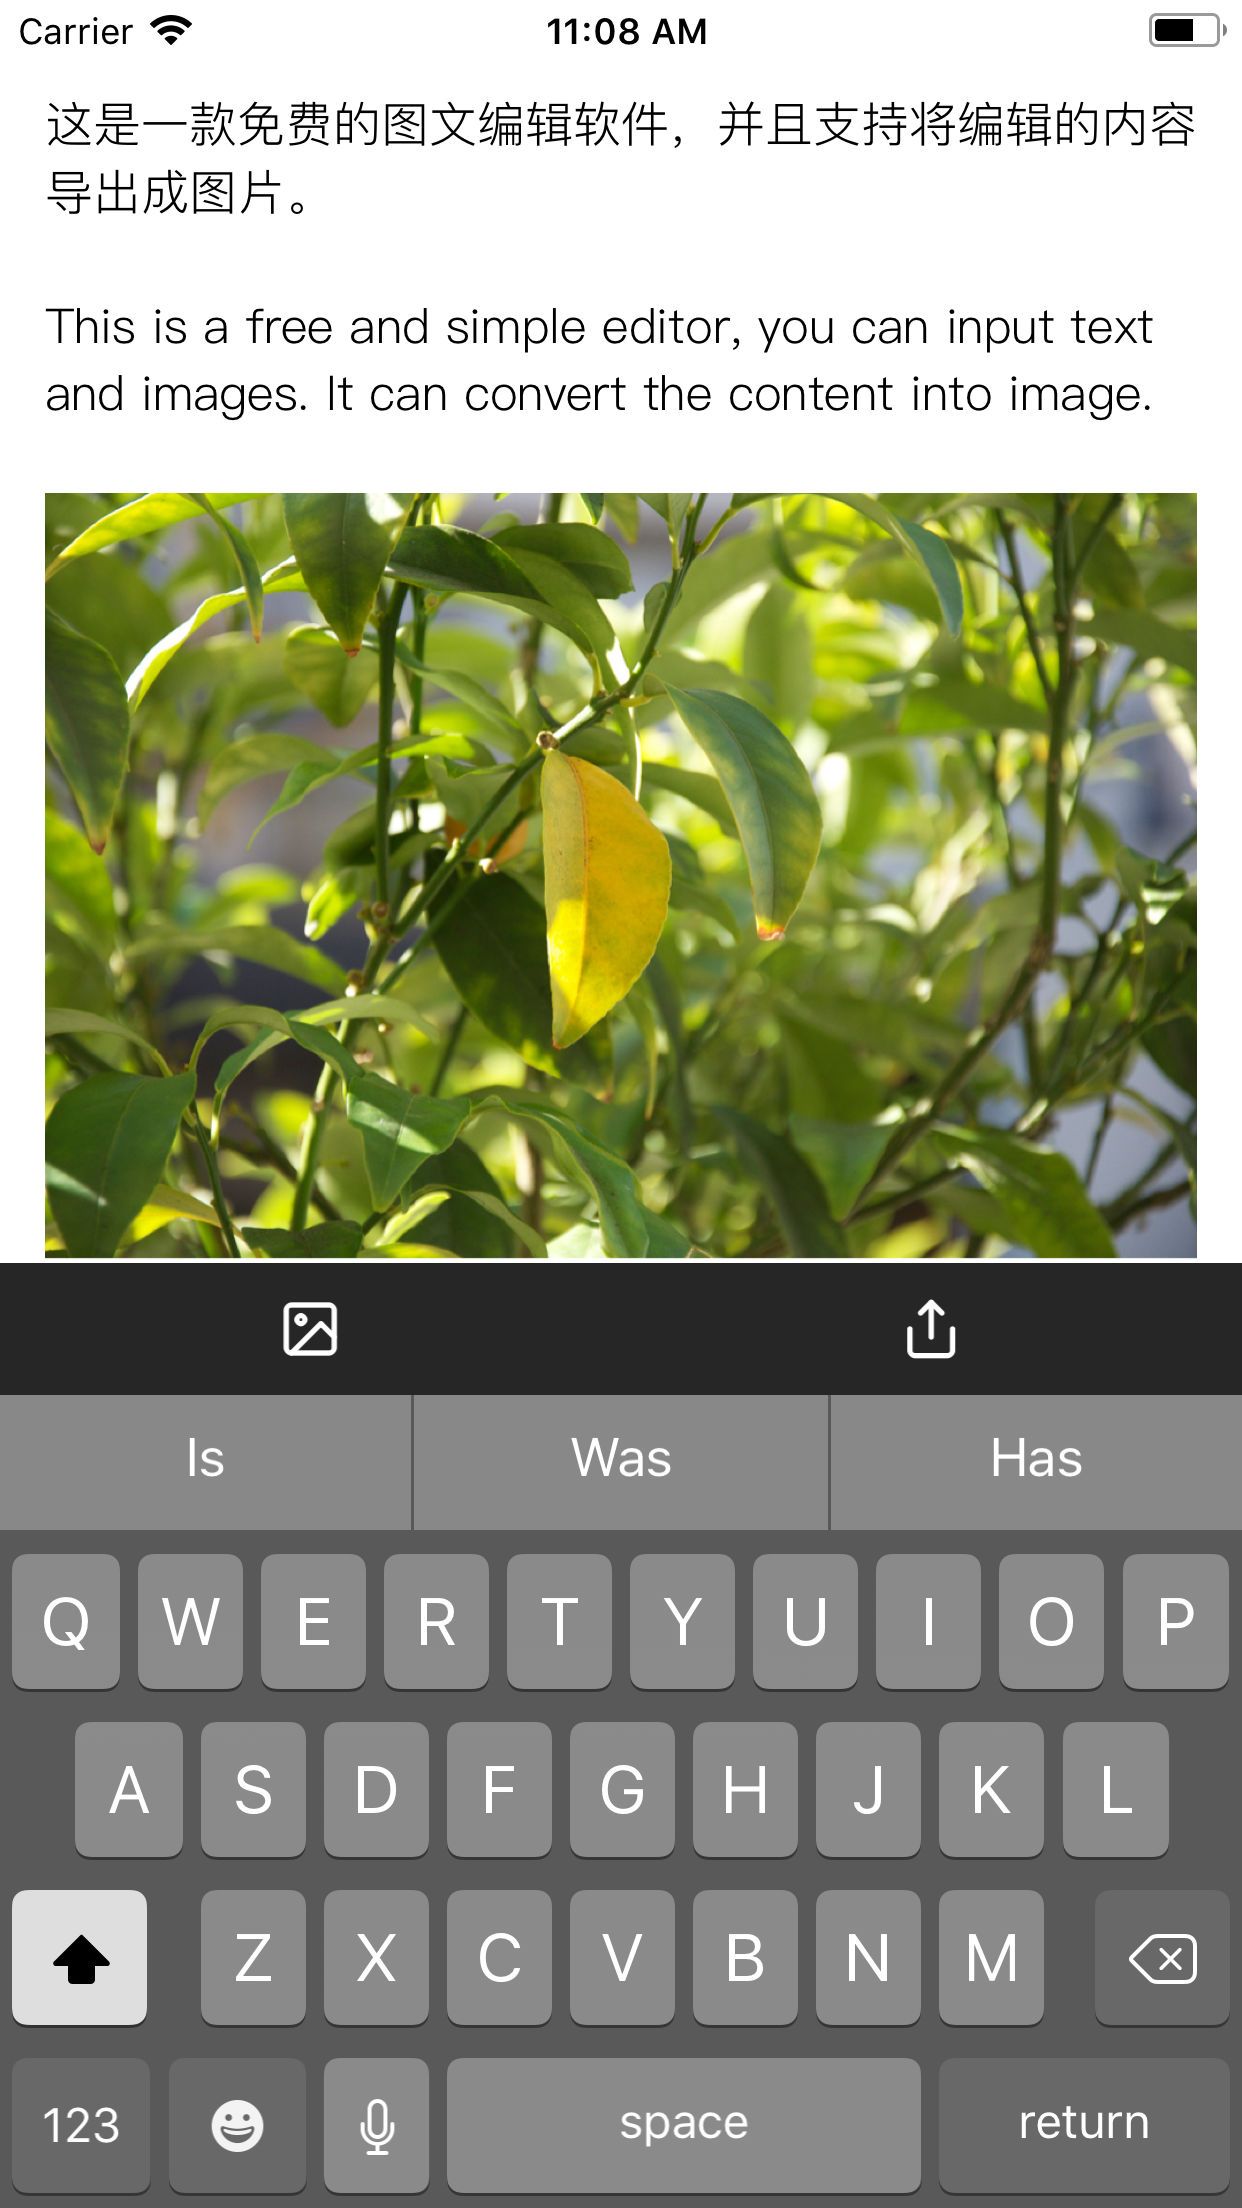 Carrier 11:08 AM
这是一款免费的图文编辑软件，并且支持将编辑的内容
导出成图片。
This is a free and simple editor, you can input text
and images. It can convert the content into image.
Is Was Has
Q W E R T Y U I O P
A S D F G H J K L
Z X C V B N M
123 space return